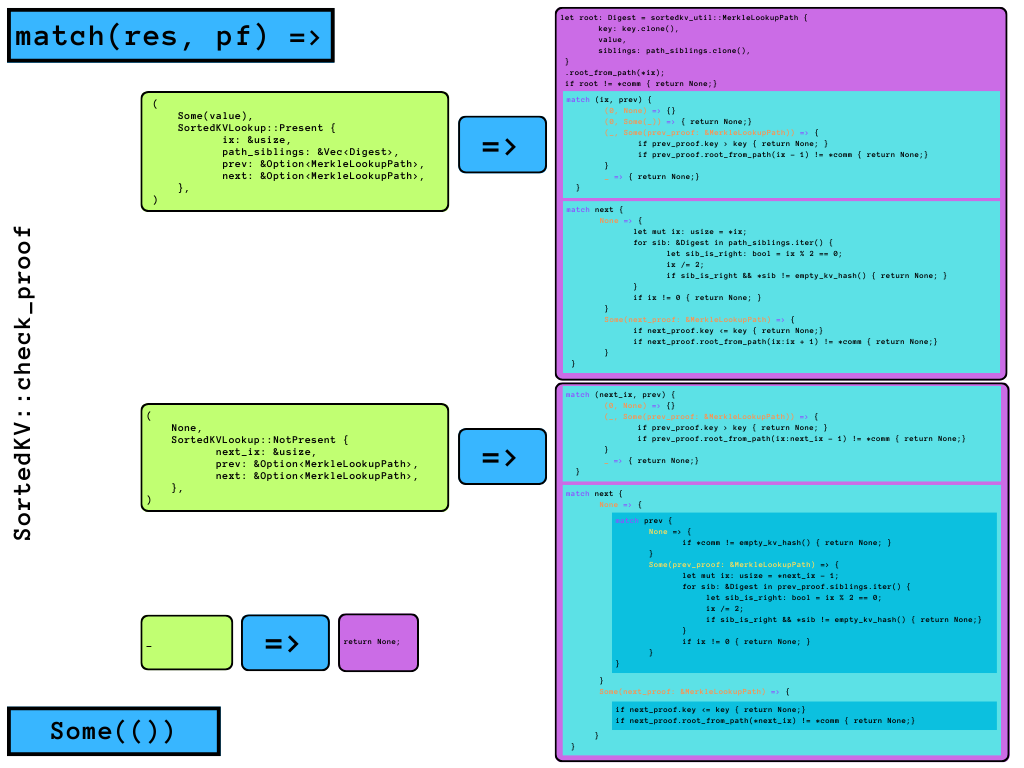 match(res, pf) =>
SortedKV::check_proof
(
Some(value),
SortedKVLookup::Present {
ix: &usize,
path_siblings: &Vec<Digest>,
prev: &Option<MerkleLookupPath>,
next: &Option<MerkleLookupPath>,
},
)
=>
let root: Digest = sortedkv_util::MerkleLookupPath {
key: key.clone(),
value,
siblings: path_siblings.clone(),
}
.root_from_path(*ix);
if root != *comm { return None;}
match (ix, prev) {
(0, None) => {}
(0, Some(_)) => { return None;}
(_, Some(prev_proof: &MerkleLookupPath)) => {
if prev_proof.key > key { return None; }
if prev_proof.root_from_path(ix - 1) != *comm { return None;}
}
_ => { return None;}
}
match next {
None => {
let mut ix: usize = *ix;
for sib: &Digest in path_siblings.iter() {
let sib_is_right: bool = ix % 2 == 0;
ix /= 2;
if sib_is_right && *sib != empty_kv_hash() { return None; }
}
if ix != 0 { return None; }
}
Some(next_proof: &MerkleLookupPath) => {
if next_proof.key <= key { return None;}
if next_proof.root_from_path(ix:ix + 1) != *comm { return None;}
}
}
(
None,
SortedKVLookup::NotPresent {
next_ix: &usize,
prev: &Option<MerkleLookupPath>,
next: &Option<MerkleLookupPath>,
},
)
=>
match (next_ix, prev) {
(0, None) => {}
(_, Some(prev_proof: &MerkleLookupPath)) => {
if prev_proof.key > key { return None; }
if prev_proof.root_from_path(ix:next_ix - 1) != *comm { return None;}
}
_ => { return None;}
}
match next {
None => {
match prev {
None => {
if *comm != empty_kv_hash() { return None; }
}
Some(prev_proof: &MerkleLookupPath) => {
let mut ix: usize = *next_ix - 1;
for sib: &Digest in prev_proof.siblings.iter() {
let sib_is_right: bool = ix % 2 == 0;
ix /= 2;
if sib_is_right && *sib != empty_kv_hash() { return None;}
}
if ix != 0 { return None; }
}
}
}
Some(next_proof: &MerkleLookupPath) => {
if next_proof.key <= key { return None;}
if next_proof.root_from_path(*next_ix) != *comm { return None;}
}
}
_
=>
return None;
Some(())